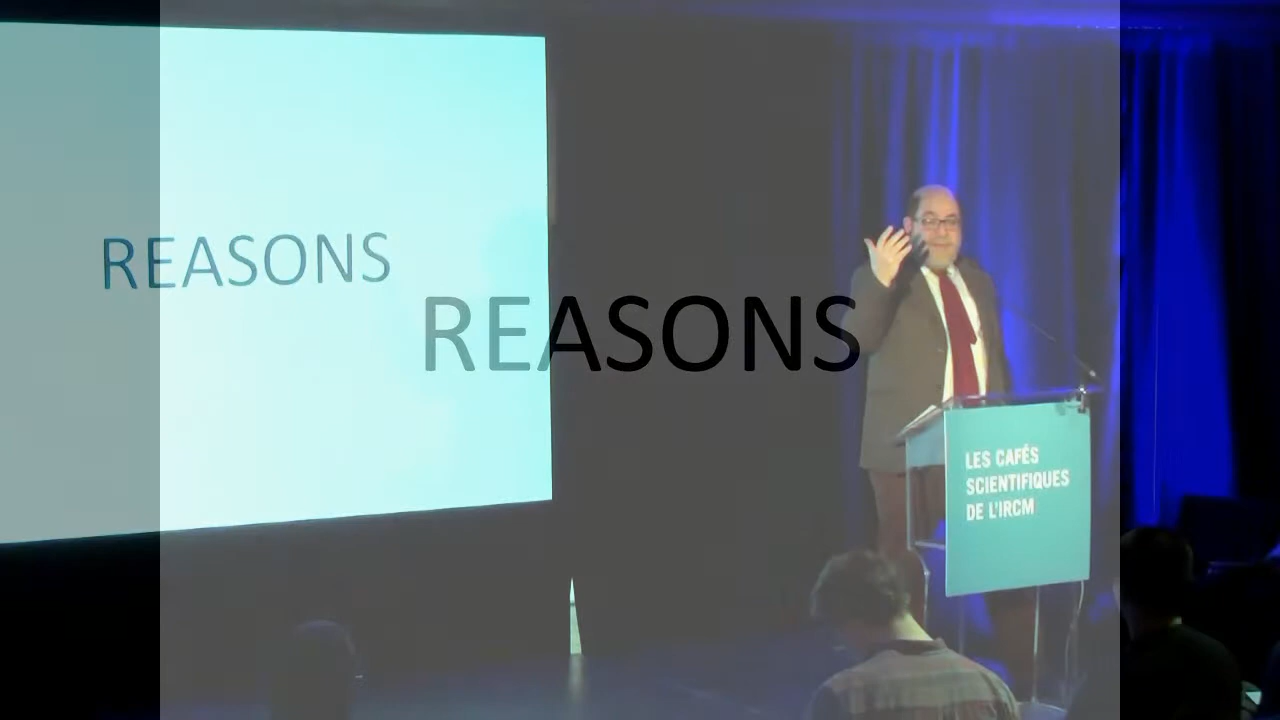 REASONS
REASONS
LES CAFÉS
SCIENTIFIQUES
DE L'IRCM